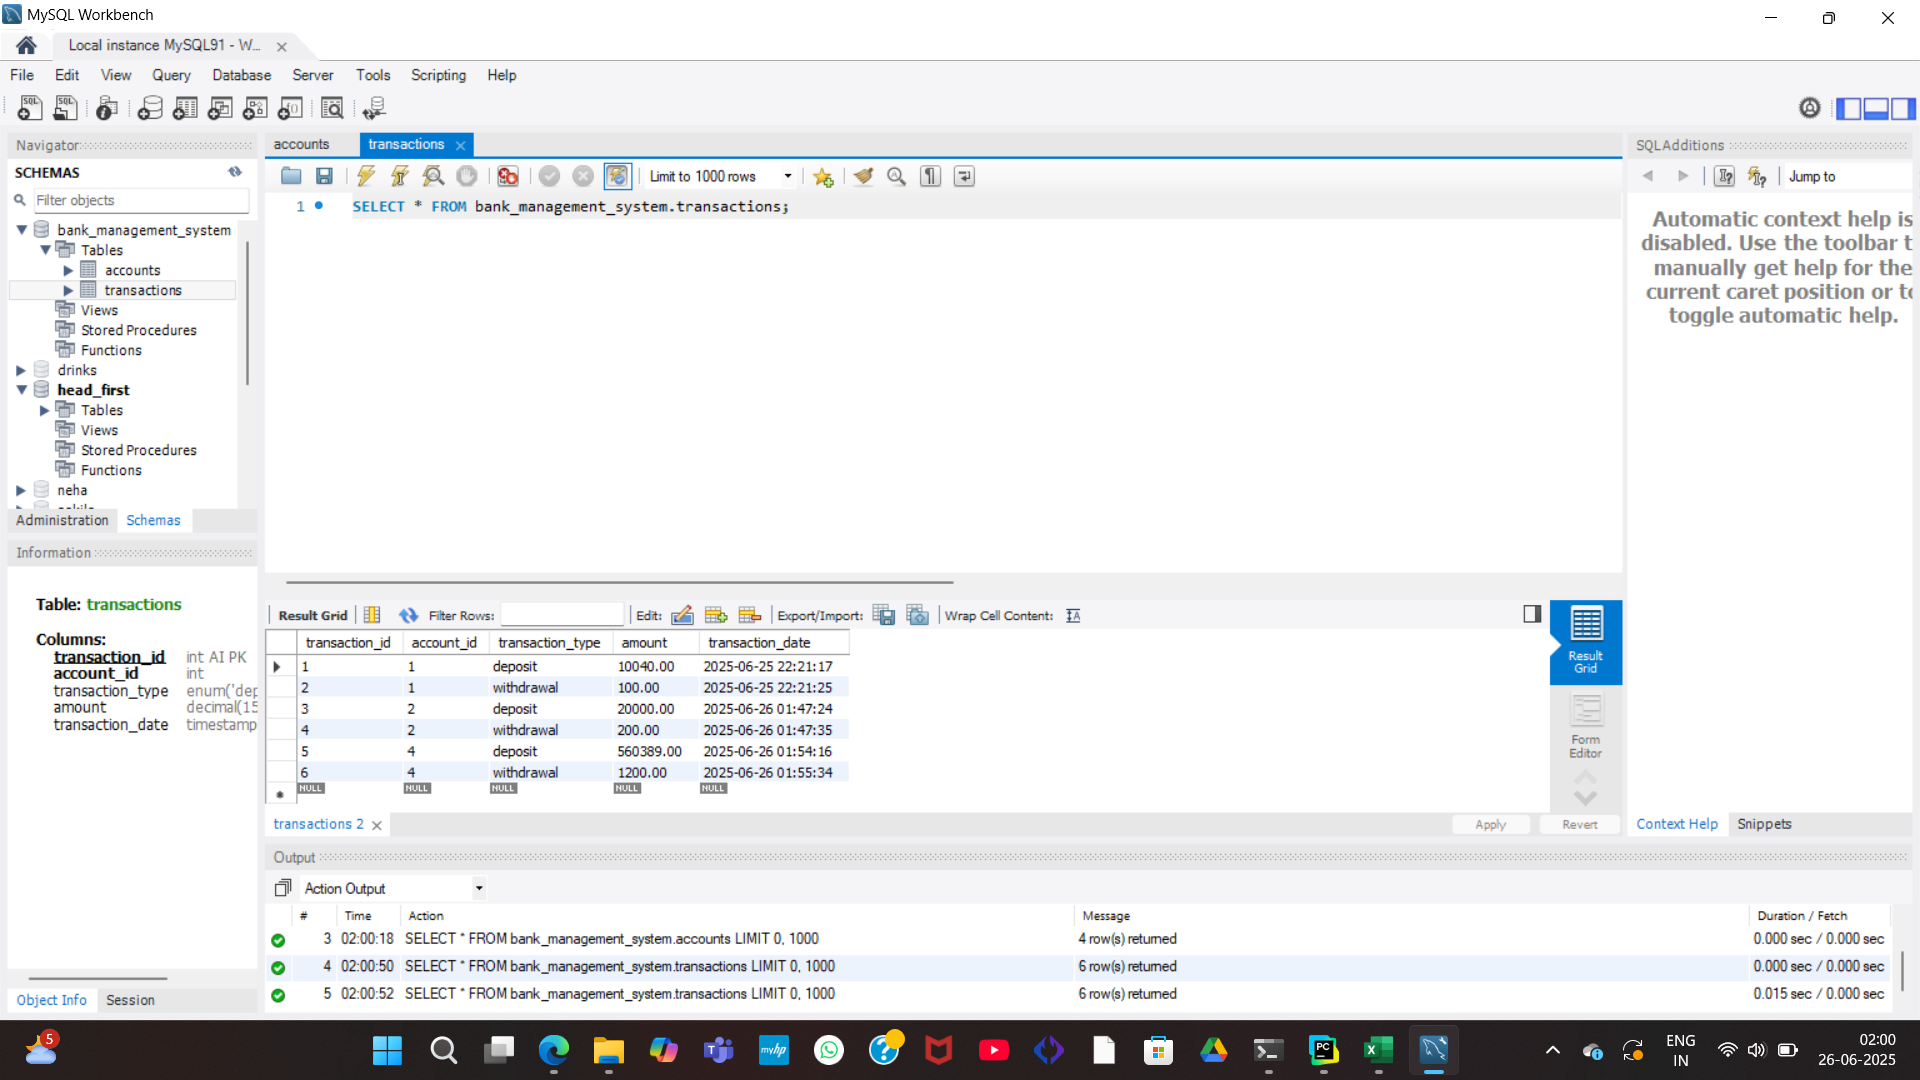 MySQL Workbench
Local instance MySQL91 - W...
File Edit View Query Database Server Tools Scripting Help
Navigator
SCHEMAS
Filter objects
bank_management_system
Tables
accounts
transactions
Views
Stored Procedures
Functions
drinks
head_first
Tables
Views
Stored Procedures
Functions
neha
Administration Schemas
Information
Table: transactions
Columns:
transaction_id int AI PK
account_id int
transaction_type enum('dep
amount decimal(15
transaction_date timestamp
Object Info Session
accounts transactions
Limit to 1000 rows
1 SELECT * FROM bank_management_system.transactions;
Result Grid Filter Rows: Edit: Export/Import: Wrap Cell Content:
transaction_id account_id transaction_type amount transaction_date
1 1 deposit 10040.00 2025-06-25 22:21:17
2 1 withdrawal 100.00 2025-06-25 22:21:25
3 2 deposit 20000.00 2025-06-26 01:47:24
4 2 withdrawal 200.00 2025-06-26 01:47:35
5 4 deposit 560389.00 2025-06-26 01:54:16
6 4 withdrawal 1200.00 2025-06-26 01:55:34
NULL NULL NULL NULL NULL
Result
Grid
Form
Editor
transactions 2
Apply Revert
SQLAdditions
Jump to
Automatic context help is
disabled. Use the toolbar t
manually get help for the
current caret position or to
toggle automatic help.
Context Help Snippets
Output
Action Output
# Time Action Message Duration / Fetch
3 02:00:18 SELECT * FROM bank_management_system.accounts LIMIT 0, 1000 4 row(s) returned 0.000 sec / 0.000 sec
4 02:00:50 SELECT * FROM bank_management_system.transactions LIMIT 0, 1000 6 row(s) returned 0.000 sec / 0.000 sec
5 02:00:52 SELECT * FROM bank_management_system.transactions LIMIT 0, 1000 6 row(s) returned 0.015 sec / 0.000 sec
5
myhp
PC
ENG
IN
02:00
26-06-2025